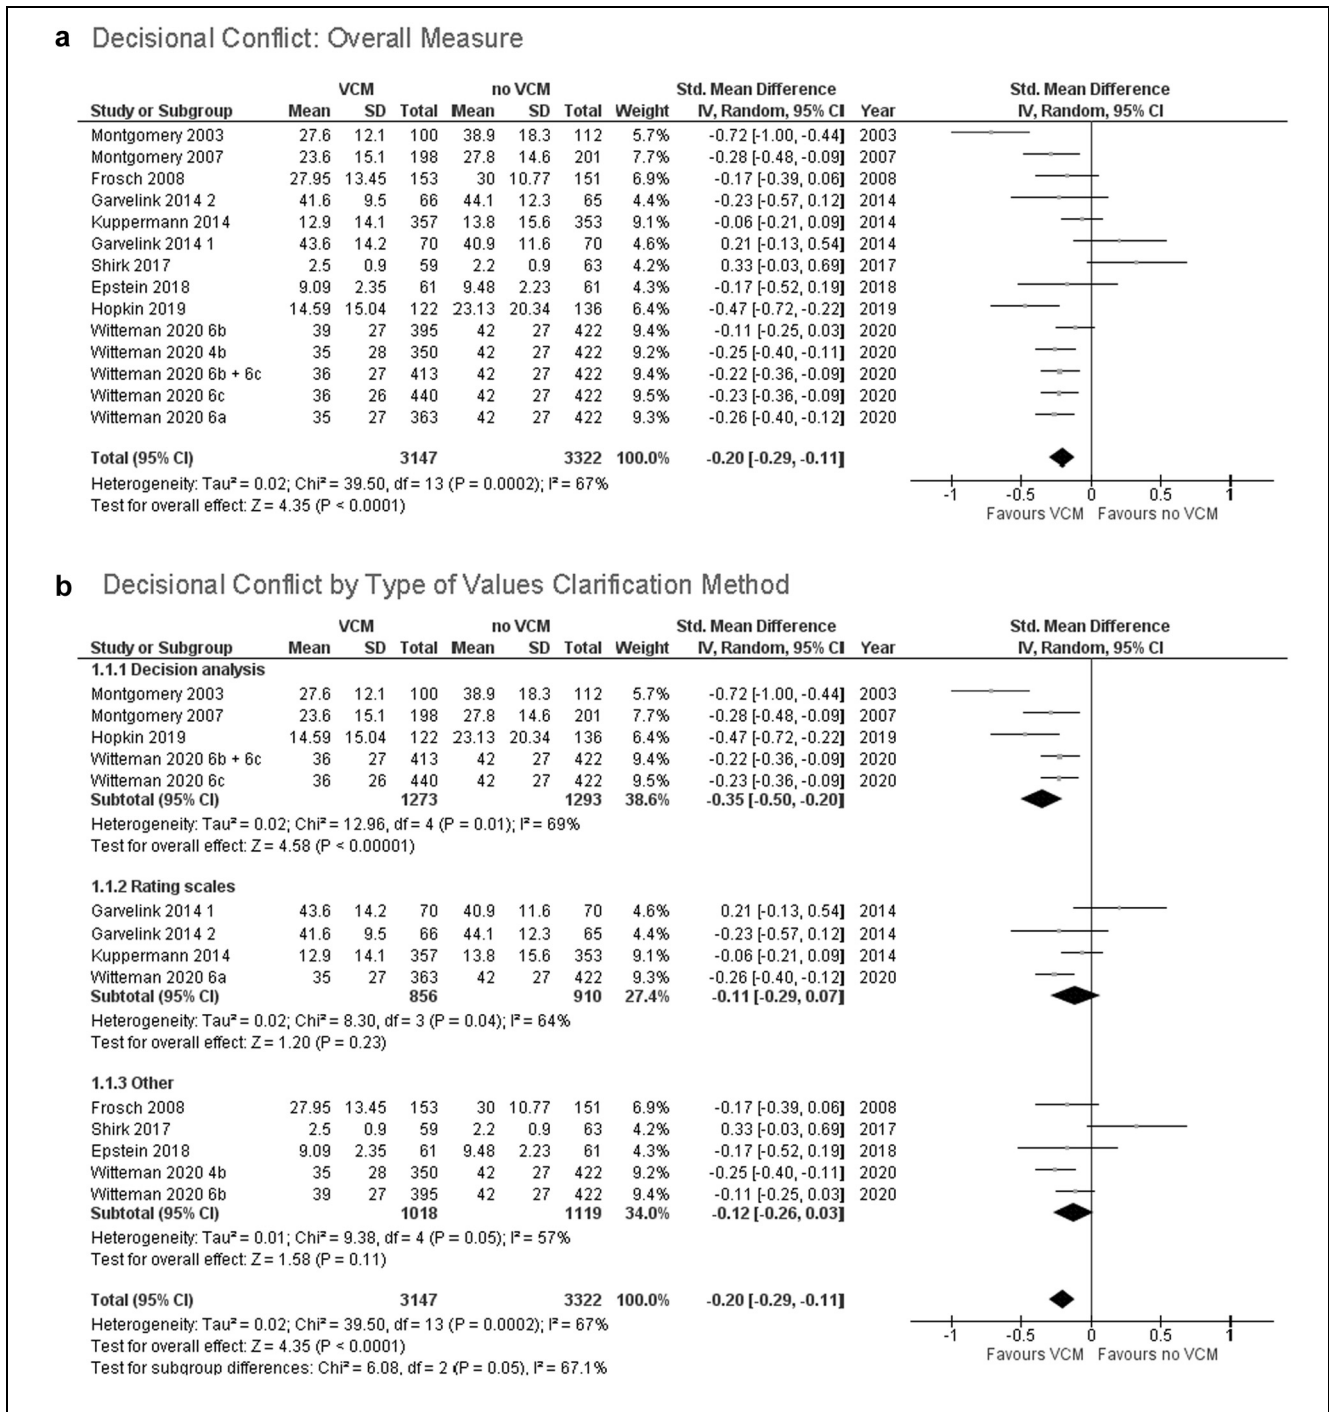 a Decisional Conflict: Overall Measure
VCM no VCM Std. Mean Difference Std. Mean Difference
Study or Subgroup Mean SD Total Mean SD Total Weight IV, Random, 95% CI Year IV, Random, 95% CI
Montgomery 2003 27.6 12.1 100 38.9 18.3 112 5.7% -0.72 [-1.00, -0.44] 2003
Montgomery 2007 23.6 15.1 198 27.8 14.6 201 7.7% -0.28 [-0.48, -0.09] 2007
Frosch 2008 27.95 13.45 153 30 10.77 151 6.9% -0.17 [-0.39, 0.06] 2008
Garvelink 2014 2 41.6 9.5 66 44.1 12.3 65 4.4% -0.23 [-0.57, 0.12] 2014
Kuppermann 2014 12.9 14.1 357 13.8 15.6 353 9.1% -0.06 [-0.21, 0.09] 2014
Garvelink 2014 1 43.6 14.2 70 40.9 11.6 70 4.6% 0.21 [-0.13, 0.54] 2014
Shirk 2017 2.5 0.9 59 2.2 0.9 63 4.2% 0.33 [-0.03, 0.69] 2017
Epstein 2018 9.09 2.35 61 9.48 2.23 61 4.3% -0.17 [-0.52, 0.19] 2018
Hopkin 2019 14.59 15.04 122 23.13 20.34 136 6.4% -0.47 [-0.72, -0.22] 2019
Witteman 2020 6b 39 27 395 42 27 422 9.4% -0.11 [-0.25, 0.03] 2020
Witteman 2020 4b 35 28 350 42 27 422 9.2% -0.25 [-0.40, -0.11] 2020
Witteman 2020 6b + 6c 36 27 413 42 27 422 9.4% -0.22 [-0.36, -0.09] 2020
Witteman 2020 6c 36 26 440 42 27 422 9.5% -0.23 [-0.36, -0.09] 2020
Witteman 2020 6a 35 27 363 42 27 422 9.3% -0.26 [-0.40, -0.12] 2020
Total (95% CI) 3147 3322 100.0% -0.20 [-0.29, -0.11]
Heterogeneity: Tau² = 0.02; Chi² = 39.50, df = 13 (P = 0.0002); I² = 67%
Test for overall effect: Z = 4.35 (P < 0.0001)
-1 -0.5 0 0.5 1
Favours VCM Favours no VCM
b Decisional Conflict by Type of Values Clarification Method
VCM no VCM Std. Mean Difference Std. Mean Difference
Study or Subgroup Mean SD Total Mean SD Total Weight IV, Random, 95% CI Year IV, Random, 95% CI
1.1.1 Decision analysis
Montgomery 2003 27.6 12.1 100 38.9 18.3 112 5.7% -0.72 [-1.00, -0.44] 2003
Montgomery 2007 23.6 15.1 198 27.8 14.6 201 7.7% -0.28 [-0.48, -0.09] 2007
Hopkin 2019 14.59 15.04 122 23.13 20.34 136 6.4% -0.47 [-0.72, -0.22] 2019
Witteman 2020 6b + 6c 36 27 413 42 27 422 9.4% -0.22 [-0.36, -0.09] 2020
Witteman 2020 6c 36 26 440 42 27 422 9.5% -0.23 [-0.36, -0.09] 2020
Subtotal (95% CI) 1273 1293 38.6% -0.35 [-0.50, -0.20]
Heterogeneity: Tau² = 0.02; Chi² = 12.96, df = 4 (P = 0.01); I² = 69%
Test for overall effect: Z = 4.58 (P < 0.00001)
1.1.2 Rating scales
Garvelink 2014 1 43.6 14.2 70 40.9 11.6 70 4.6% 0.21 [-0.13, 0.54] 2014
Garvelink 2014 2 41.6 9.5 66 44.1 12.3 65 4.4% -0.23 [-0.57, 0.12] 2014
Kuppermann 2014 12.9 14.1 357 13.8 15.6 353 9.1% -0.06 [-0.21, 0.09] 2014
Witteman 2020 6a 35 27 363 42 27 422 9.3% -0.26 [-0.40, -0.12] 2020
Subtotal (95% CI) 856 910 27.4% -0.11 [-0.29, 0.07]
Heterogeneity: Tau² = 0.02; Chi² = 8.30, df = 3 (P = 0.04); I² = 64%
Test for overall effect: Z = 1.20 (P = 0.23)
1.1.3 Other
Frosch 2008 27.95 13.45 153 30 10.77 151 6.9% -0.17 [-0.39, 0.06] 2008
Shirk 2017 2.5 0.9 59 2.2 0.9 63 4.2% 0.33 [-0.03, 0.69] 2017
Epstein 2018 9.09 2.35 61 9.48 2.23 61 4.3% -0.17 [-0.52, 0.19] 2018
Witteman 2020 4b 35 28 350 42 27 422 9.2% -0.25 [-0.40, -0.11] 2020
Witteman 2020 6b 39 27 395 42 27 422 9.4% -0.11 [-0.25, 0.03] 2020
Subtotal (95% CI) 1018 1119 34.0% -0.12 [-0.26, 0.03]
Heterogeneity: Tau² = 0.01; Chi² = 9.38, df = 4 (P = 0.05); I² = 57%
Test for overall effect: Z = 1.58 (P = 0.11)
Total (95% CI) 3147 3322 100.0% -0.20 [-0.29, -0.11]
Heterogeneity: Tau² = 0.02; Chi² = 39.50, df = 13 (P = 0.0002); I² = 67%
Test for overall effect: Z = 4.35 (P < 0.0001)
Test for subgroup differences: Chi² = 6.08, df = 2 (P = 0.05), I² = 67.1%
-1 -0.5 0 0.5 1
Favours VCM Favours no VCM